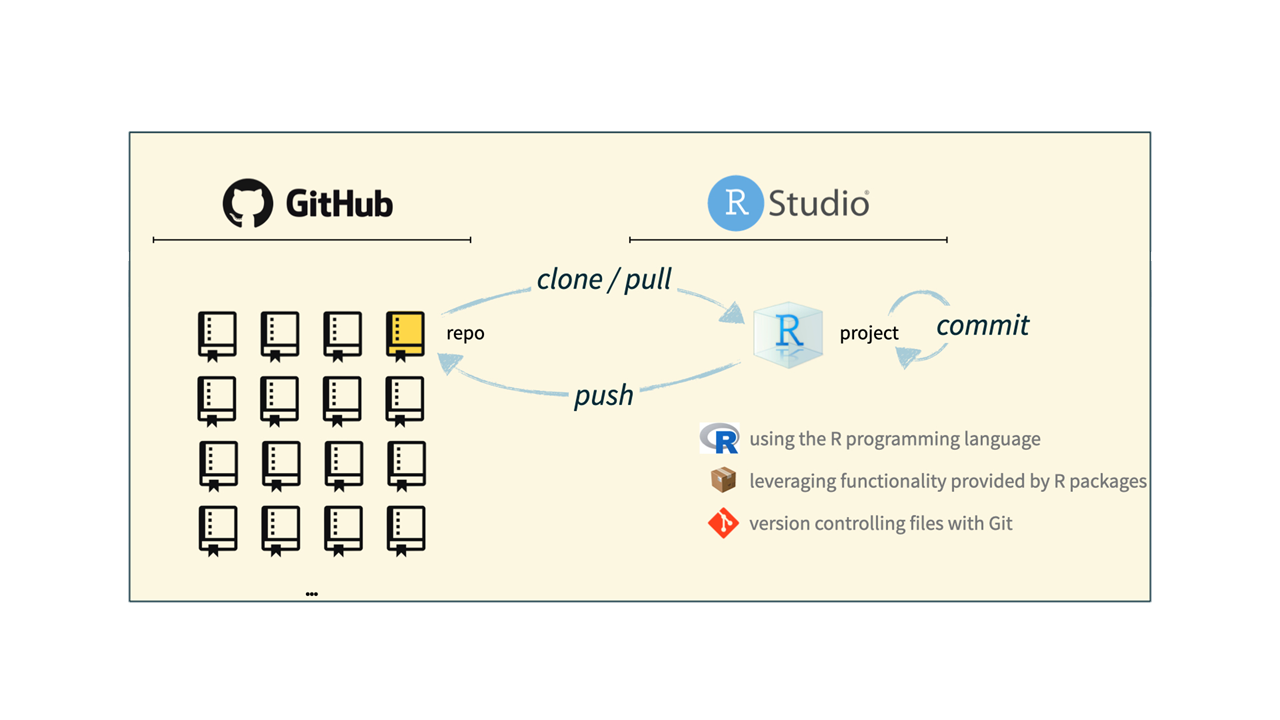 GitHub
R Studio®
clone / pull
repo
R
project
commit
push
R using the R programming language
leveraging functionality provided by R packages
version controlling files with Git
...